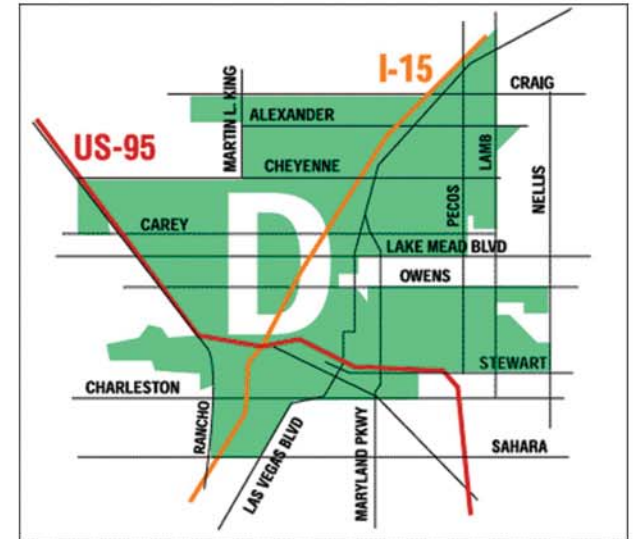 I-15
CRAIG
MARTIN L. KING
ALEXANDER
US-95
CHEYENNE
LAMB
PECOS
NELLIS
D
CAREY
LAKE MEAD BLVD
OWENS
STEWART
CHARLESTON
RANCHO
LAS VEGAS BLVD
MARYLAND PKWY
SAHARA